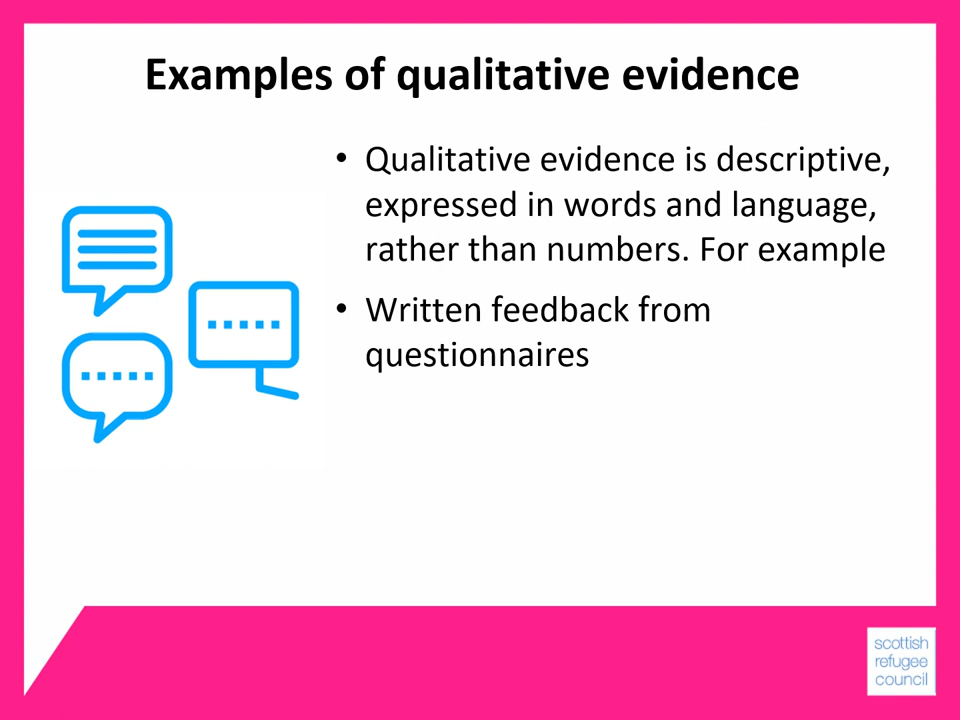 Examples of qualitative evidence
• Qualitative evidence is descriptive,
expressed in words and language,
rather than numbers. For example
• Written feedback from
questionnaires
scottish
refugee
council